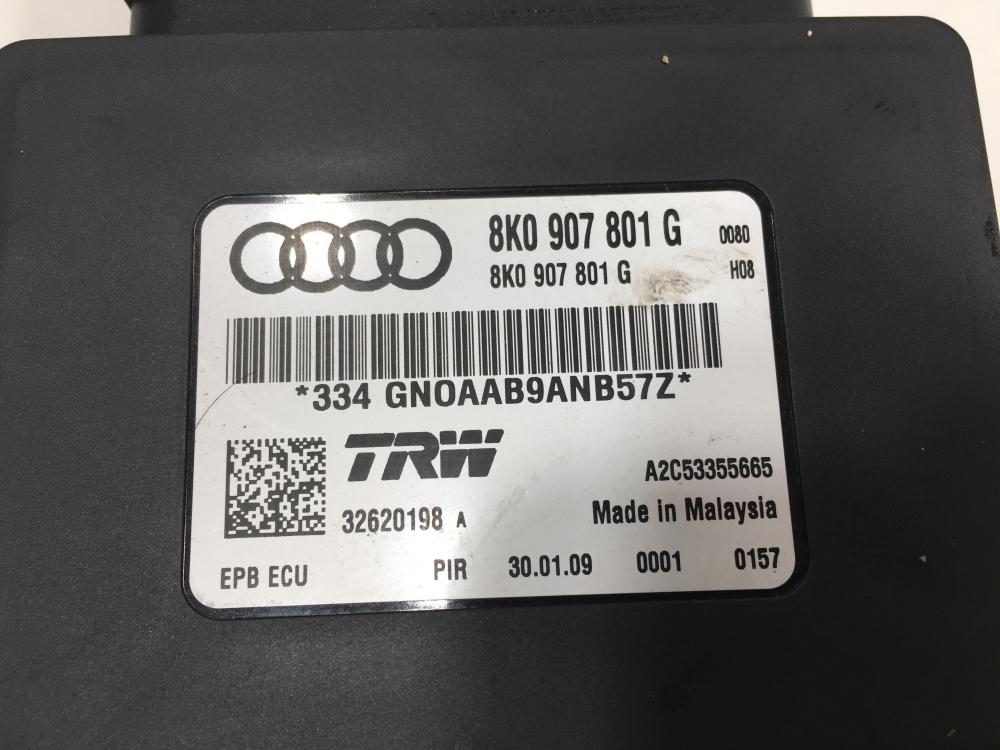 8K0 907 801 G 0080
8K0 907 801 G H08
*334 GN0AAB9ANB57Z*
TRW
A2C53355665
32620198 A
Made in Malaysia
EPB ECU PIR 30.01.09 0001 0157